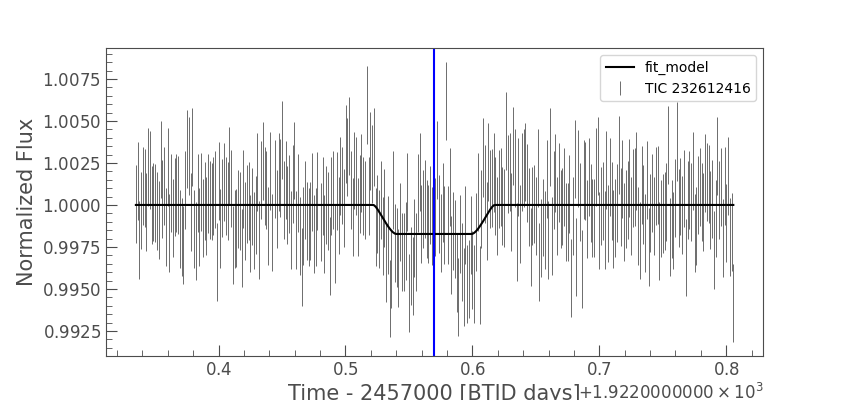 fit_model
TIC 232612416
1.0075
1.0050
1.0025
1.0000
0.9975
0.9950
0.9925
Normalized Flux
0.4 0.5 0.6 0.7 0.8
Time - 2457000 [BTJD days]
+1.9220000000 × 10³